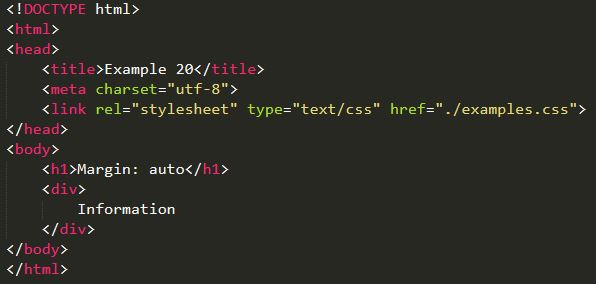 <!DOCTYPE html>
<html>
<head>
    <title>Example 20</title>
    <meta charset="utf-8">
    <link rel="stylesheet" type="text/css" href="./examples.css">
</head>
<body>
    <h1>Margin: auto</h1>
    <div>
        Information
    </div>
</body>
</html>